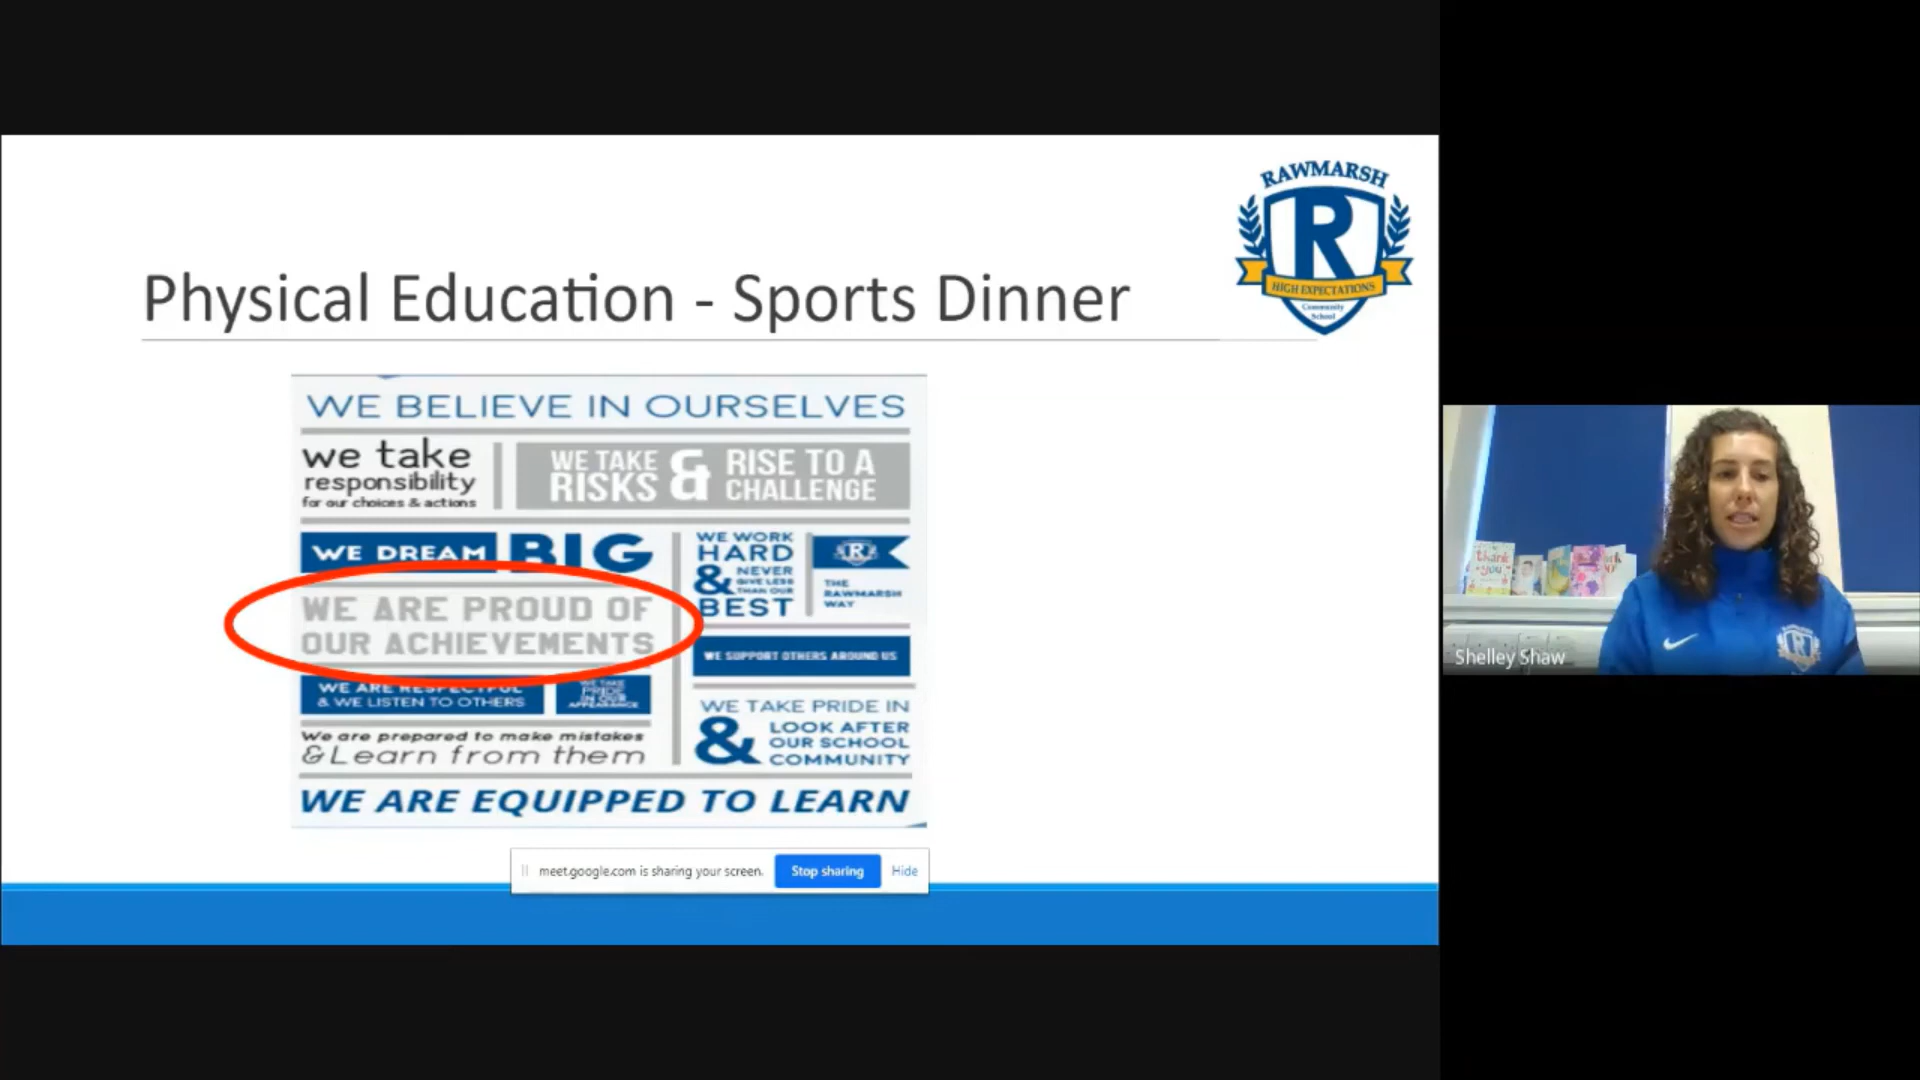 RAWMARSH
R
HIGH EXPECTATIONS
Community
School
Physical Education - Sports Dinner
WE BELIEVE IN OURSELVES
we take
responsibility
for our choices & actions
WE TAKE
RISKS
&
RISE TO A
CHALLENGE
WE DREAM BIG
WE ARE PROUD OF
OUR ACHIEVEMENTS
WE ARE RESPECTFUL
& WE LISTEN TO OTHERS
WE TAKE
PRIDE
IN OUR
APPEARANCE
We are prepared to make mistakes
& Learn from them
WE WORK
HARD
& NEVER
GIVE LESS
THAN OUR
BEST
R
THE
RAWMARSH
WAY
WE SUPPORT OTHERS AROUND US
WE TAKE PRIDE IN
& LOOK AFTER
OUR SCHOOL
COMMUNITY
WE ARE EQUIPPED TO LEARN
meet.google.com is sharing your screen.
Stop sharing
Hide
thank
you
RAWMARSH
R
Shelley Shaw